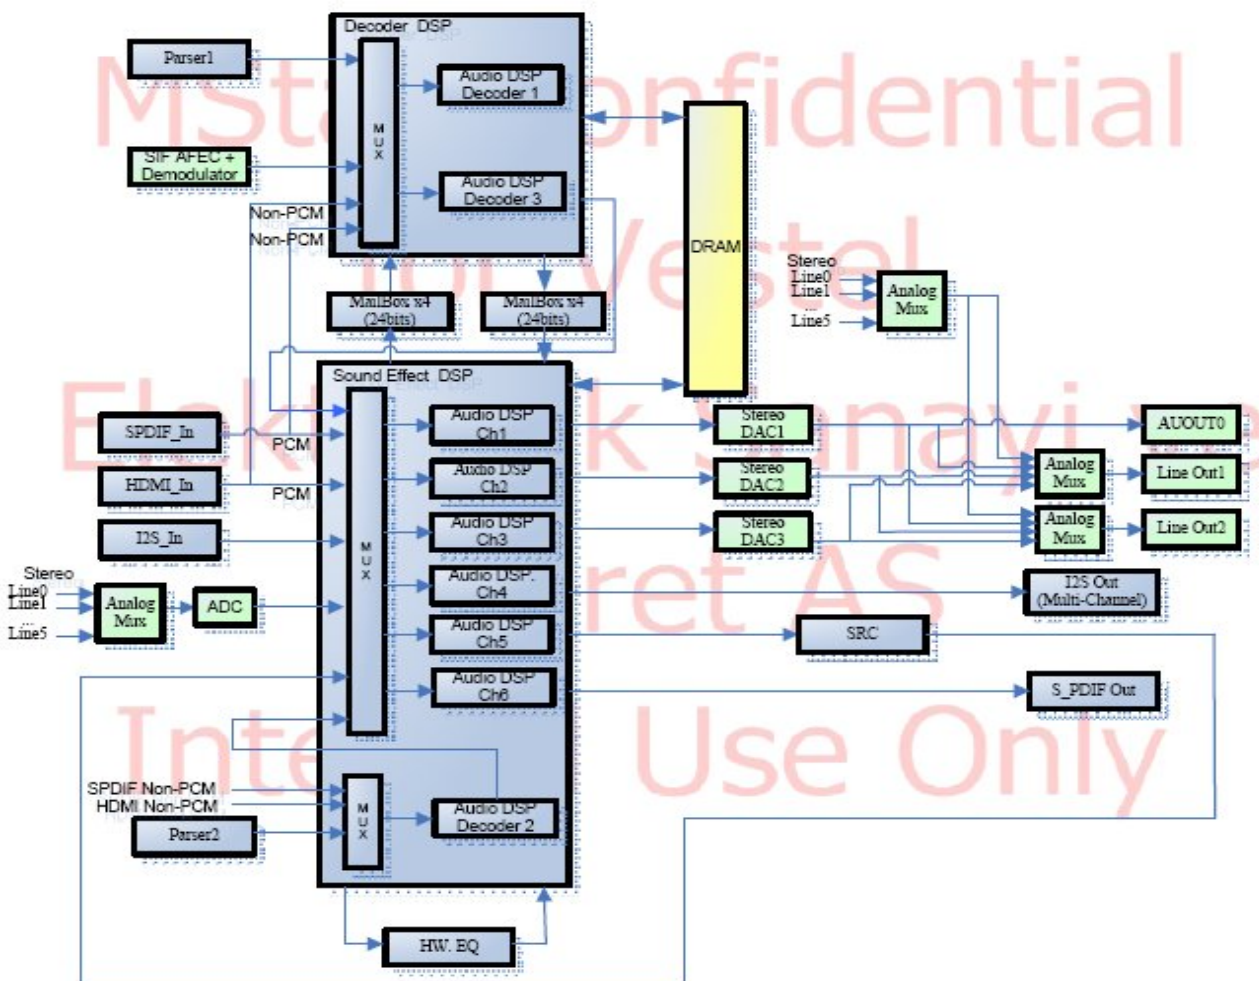 MStar Confidential
for Vestel
Internal Use Only
Decoder DSP
Parser1
SIF AFEC +
Demodulator
Non-PCM
Non-PCM
MUX
Audio DSP
Decoder 1
Audio DSP
Decoder 3
DRAM
MailBox x4
(24bits)
MailBox x4
(24bits)
Stereo
Line0
Line1
...
Line5
Analog
Mux
Sound Effect DSP
SPDIF_In
PCM
HDMI_In
PCM
I2S_In
Stereo
Line0
Line1
...
Line5
Analog
Mux
ADC
MUX
Audio DSP
Ch1
Audio DSP
Ch2
Audio DSP
Ch3
Audio DSP.
Ch4
Audio DSP
Ch5
Audio DSP
Ch6
Stereo
DAC1
Stereo
DAC2
Stereo
DAC3
Analog
Mux
Analog
Mux
AUOUT0
Line Out1
Line Out2
I2S Out
(Multi-Channel)
SRC
S_PDIF Out
SPDIF Non-PCM
HDMI Non-PCM
Parser2
MUX
Audio DSP
Decoder 2
HW. EQ